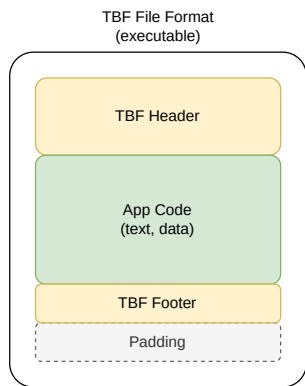 TBF File Format
(executable)
TBF Header
App Code
(text, data)
TBF Footer
Padding